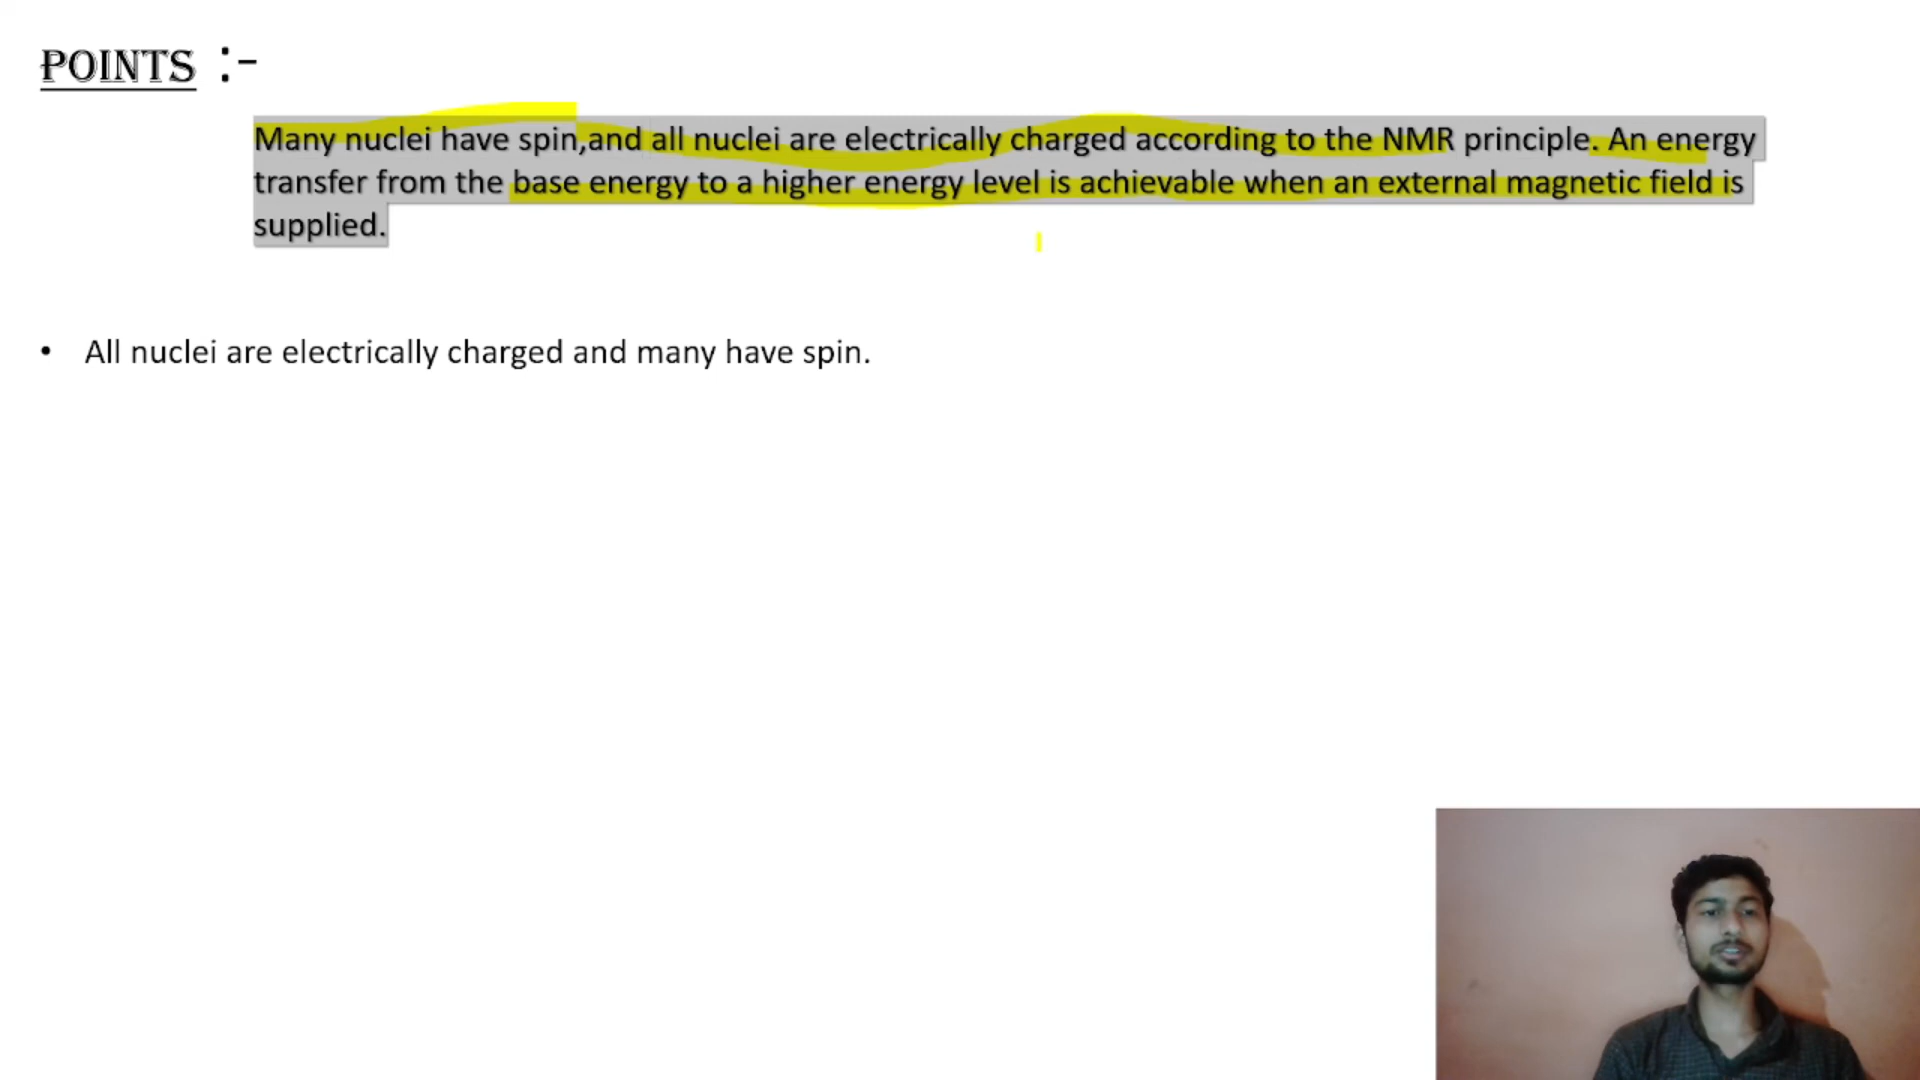 POINTS :-
Many nuclei have spin,and all nuclei are electrically charged according to the NMR principle. An energy
transfer from the base energy to a higher energy level is achievable when an external magnetic field is
supplied.
• All nuclei are electrically charged and many have spin.